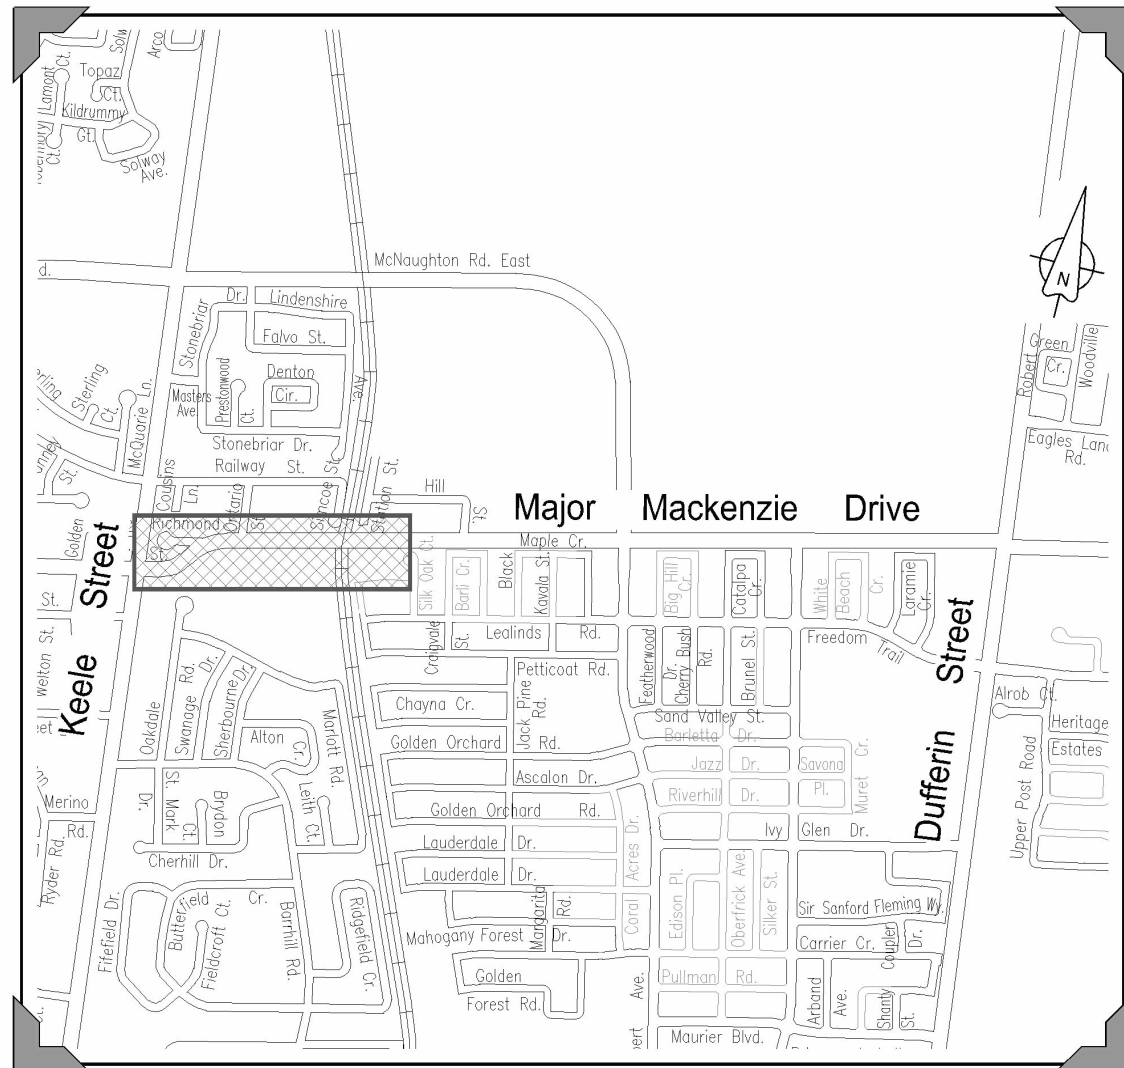 Solway
Ave.
Arco
Topaz
Ct.
Lamont
Ct.
Kildrummy
Gt.
Ct.
McNaughton Rd. East
d.
N
Dr.
Lindenshire
Ave.
Stonebriar
Falvo St.
Denton
Cir.
Prestonwood
Ct.
Masters
Ave.
Stonebriar Dr.
Railway St.
Sterling
Ct.
McQuarie Ln.
St.
Cousins
Ln.
Ontario
St.
Simcoe St.
Station St.
Hill
St.
Richmond
St.
Golden
Robert
Green
Cr.
Woodville
Eagles Land
Rd.
Major Mackenzie Drive
Maple Cr.
Keele Street
Dufferin Street
Silk Oak Ct.
Barli Cr.
Black
Kavala St.
Big Hill
Cr.
Catalpa
Cr.
White
Beach
Cr.
Laramie
Cr.
St.
Welton St.
Craigvale
St.
Lealinds Rd.
Petticoat Rd.
Featherwood
Dr.
Cherry Bush
Rd.
Brunel St.
Freedom Trail
Oakdale
Dr.
Swanage Rd.
Sherbourne Dr.
Alton
Cr.
Marlott Rd.
Leith Ct.
Chayna Cr.
Golden Orchard Rd.
Jack Pine
Rd.
Sand Valley St.
Barletta Dr.
Jazz Dr.
Savona
Pl.
Muret Cr.
Riverhill Dr.
Ascalon Dr.
Golden Orchard Rd.
Ivy Glen Dr.
Alrob Ct.
Heritage
Estates
Upper Post Road
Merino
Rd.
Ryder Rd.
St. Mark
Ct.
Brydon
Cherhill Dr.
Lauderdale Dr.
Lauderdale Dr.
Coral Acres Dr.
Edison Pl.
Oberfrick Ave.
Silker St.
Sir Sanford Fleming Wy.
Fifefield Dr.
Butterfield Cr.
Fieldcroft Ct.
Barrhill Rd.
Ridgefield Cr.
Margarita
Rd.
Mahogany Forest Dr.
Golden
Forest Rd.
Carrier Cr.
Coupler
Dr.
Pullman Rd.
Arband
Ave.
Shanty
St.
Ave.
Maurier Blvd.